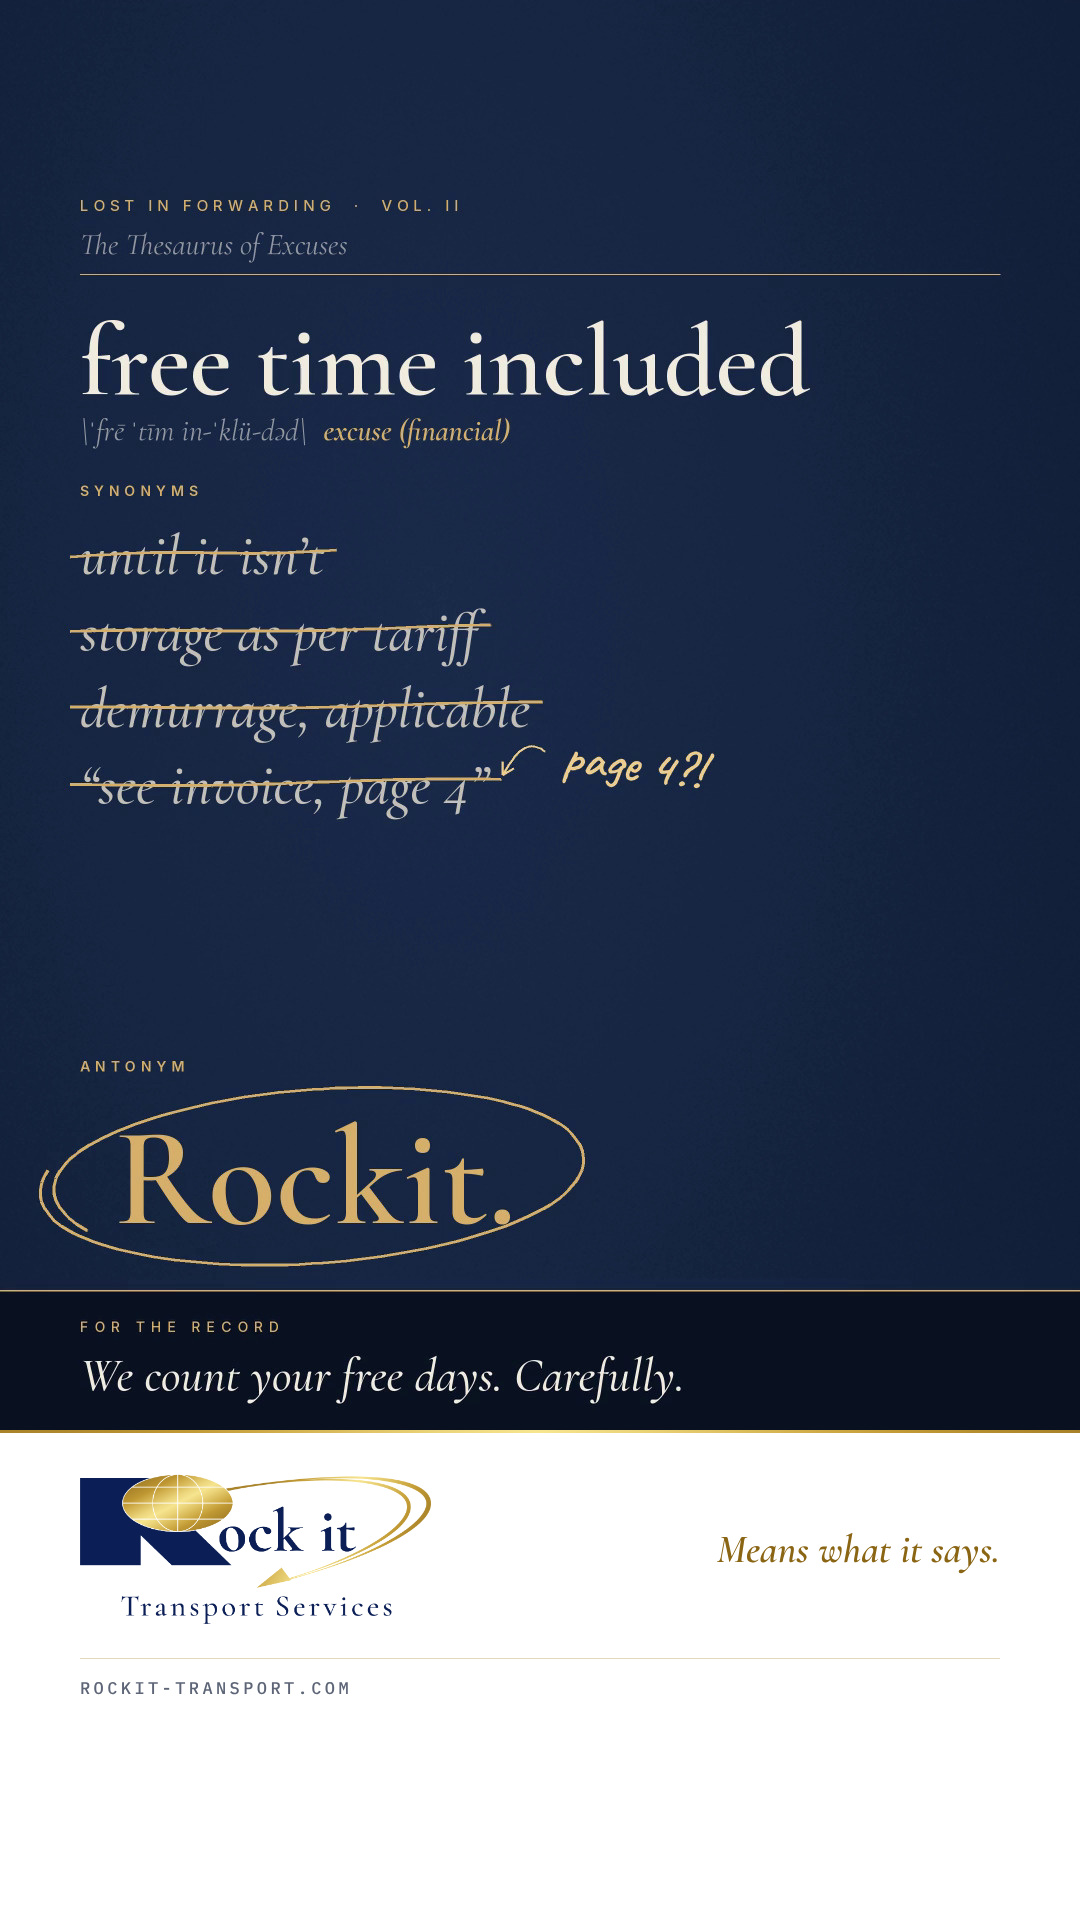 LOST IN FORWARDING · VOL. II
The Thesaurus of Excuses
free time included
\ˈfrē ˈtīm in-ˈklü-dəd\ excuse (financial)
SYNONYMS
until it isn’t
storage as per tariff
demurrage, applicable
“see invoice, page 4”
page 4?!
ANTONYM
Rockit.
FOR THE RECORD
We count your free days. Carefully.
Rock it
Transport Services
Means what it says.
ROCKIT-TRANSPORT.COM